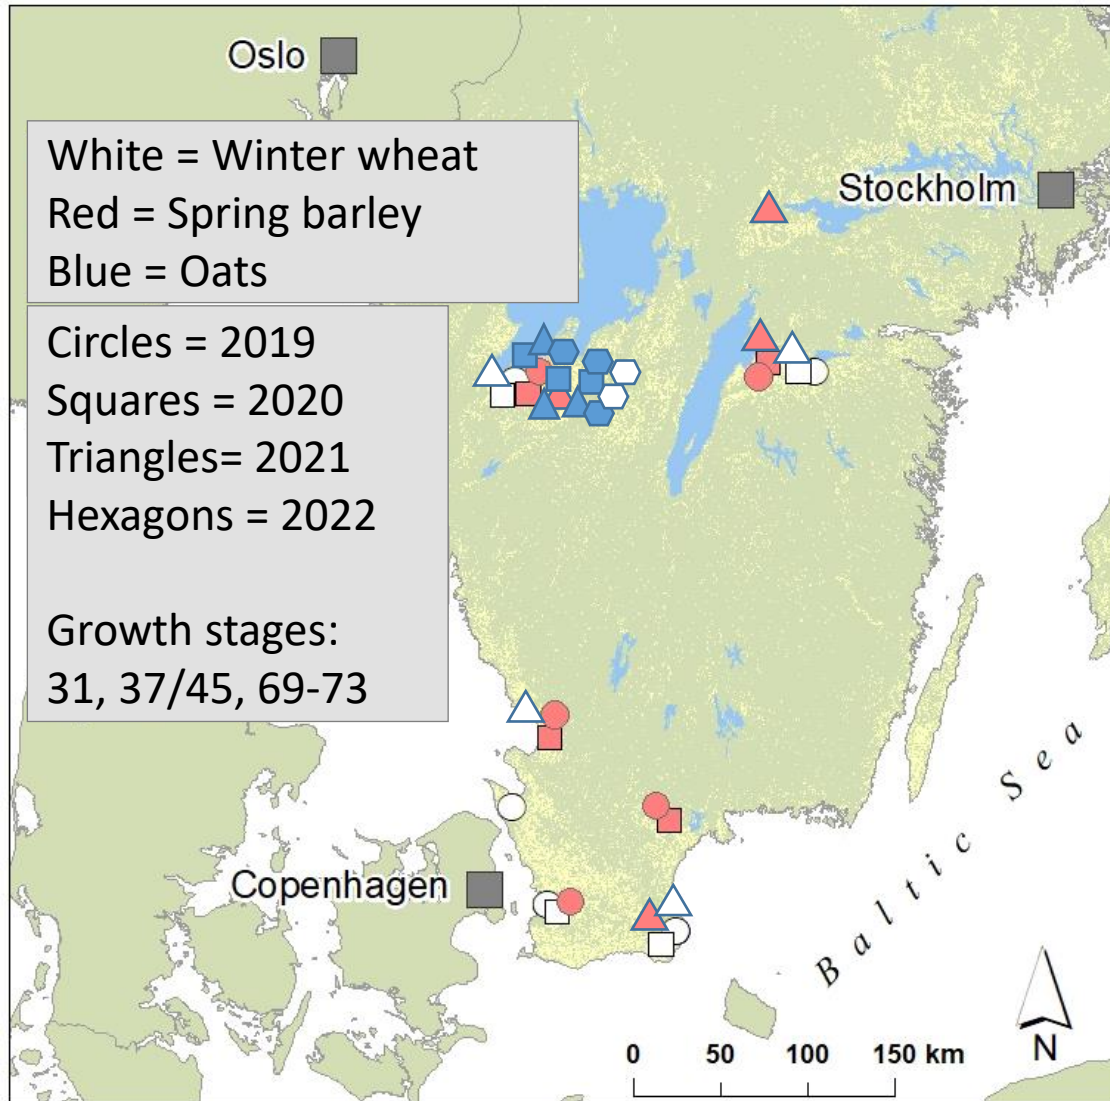 Oslo
White = Winter wheat
Red = Spring barley
Blue = Oats
Stockholm
Circles = 2019
Squares = 2020
Triangles= 2021
Hexagons = 2022
Growth stages:
31, 37/45, 69-73
Copenhagen
Baltic Sea
0 50 100 150 km
N